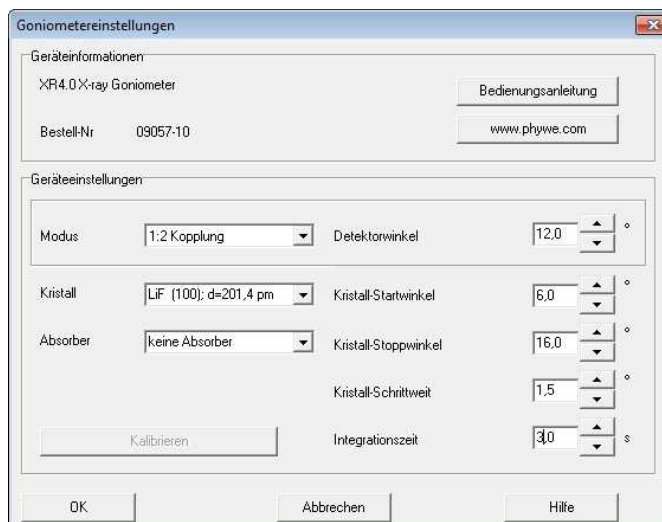 Goniometereinstellungen
Geräteinformationen
XR4.0 X-ray Goniometer
Bedienungsanleitung
Bestell-Nr 09057-10
www.phywe.com
Geräteeinstellungen
Modus 1:2 Kopplung Detektorwinkel 12,0 °
Kristall LiF (100); d=201,4 pm Kristall-Startwinkel 6,0 °
Absorber keine Absorber Kristall-Stoppwinkel 16,0 °
Kristall-Schrittweit 1,5 °
Kalibrieren Integrationszeit 3,0 s
OK Abbrechen Hilfe